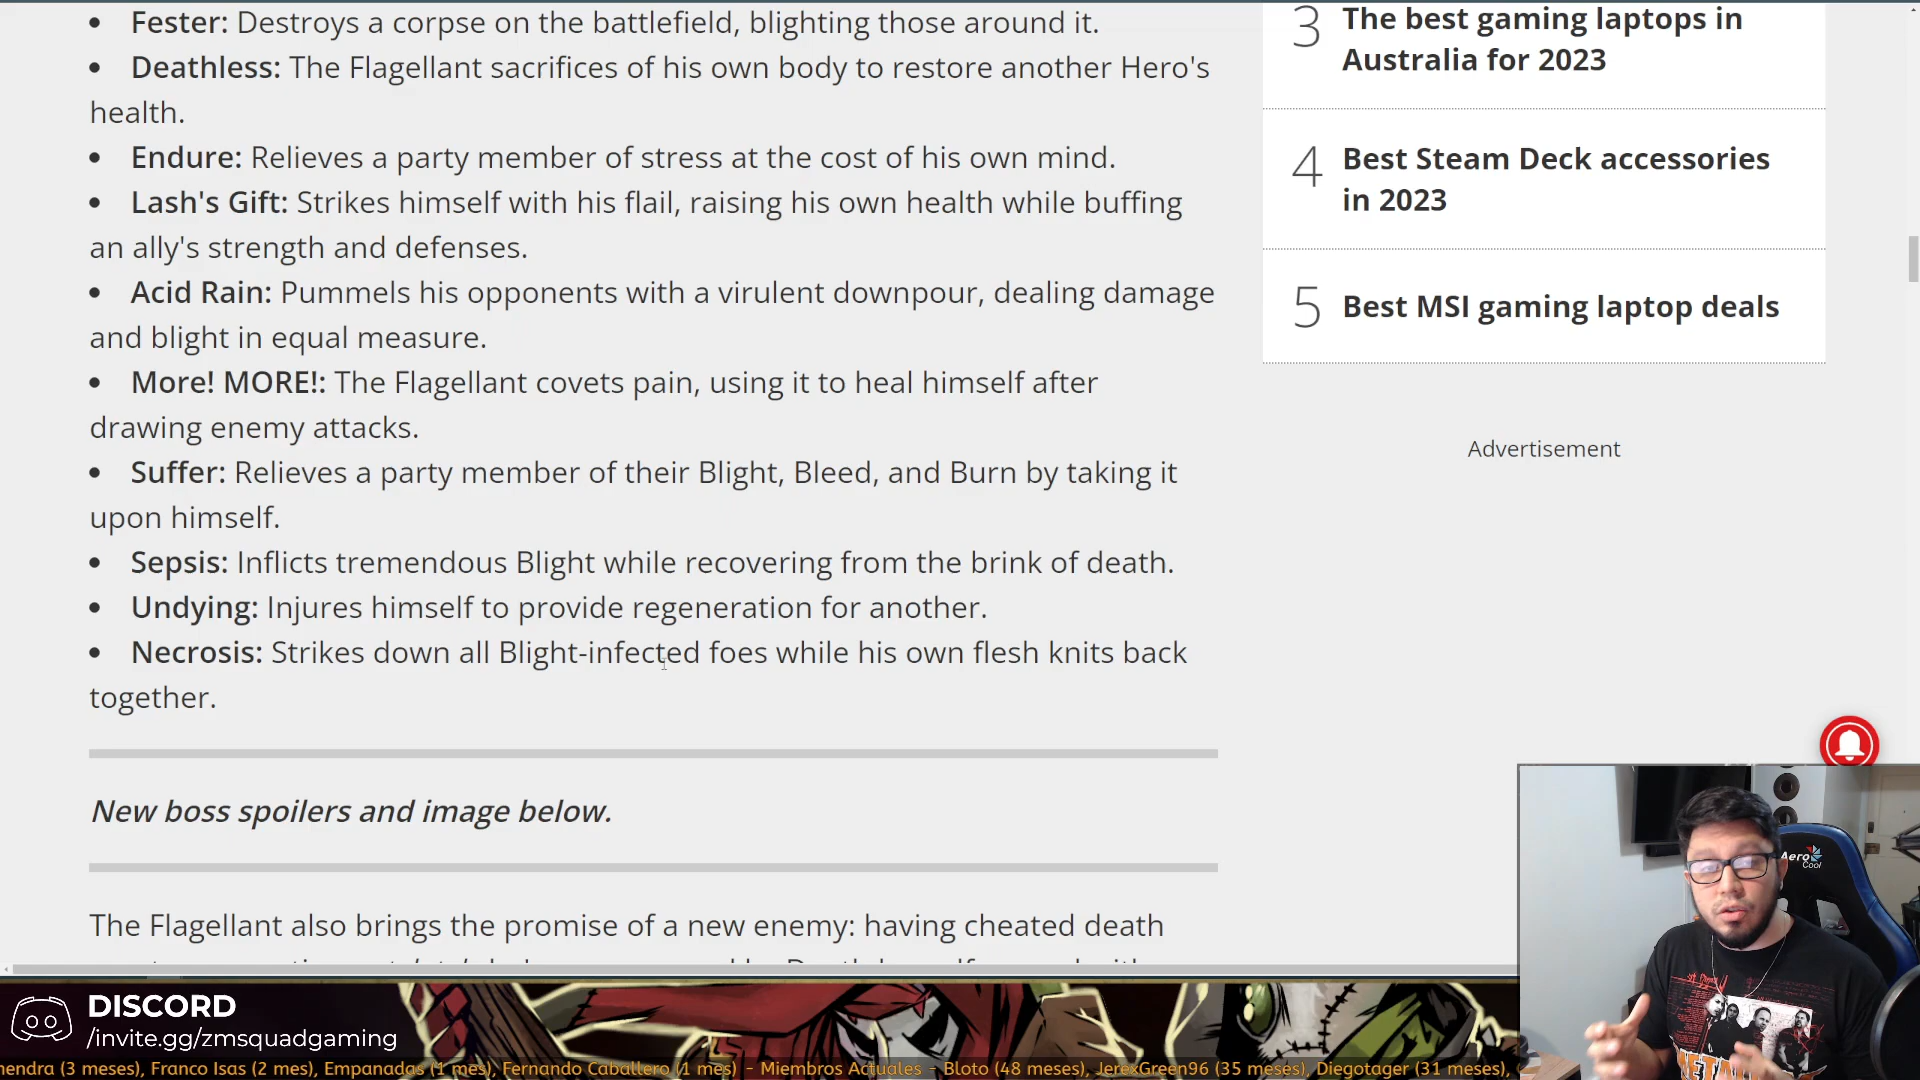 • Fester: Destroys a corpse on the battlefield, blighting those around it.
• Deathless: The Flagellant sacrifices of his own body to restore another Hero's
health.
• Endure: Relieves a party member of stress at the cost of his own mind.
• Lash's Gift: Strikes himself with his flail, raising his own health while buffing
an ally's strength and defenses.
• Acid Rain: Pummels his opponents with a virulent downpour, dealing damage
and blight in equal measure.
• More! MORE!: The Flagellant covets pain, using it to heal himself after
drawing enemy attacks.
• Suffer: Relieves a party member of their Blight, Bleed, and Burn by taking it
upon himself.
• Sepsis: Inflicts tremendous Blight while recovering from the brink of death.
• Undying: Injures himself to provide regeneration for another.
• Necrosis: Strikes down all Blight-infected foes while his own flesh knits back
together.
New boss spoilers and image below.
The Flagellant also brings the promise of a new enemy: having cheated death
3 The best gaming laptops in
Australia for 2023
4 Best Steam Deck accessories
in 2023
5 Best MSI gaming laptop deals
Advertisement
Aero
Cool
DISCORD
/invite.gg/zmsquadgaming
mendra (3 meses), Franco Isas (2 mes), Empanadas (1 mes), Fernando Caballero (1 mes) - Miembros Actuales - Bloto (48 meses), JerexGreen96 (35 meses), Diegotager (31 meses),